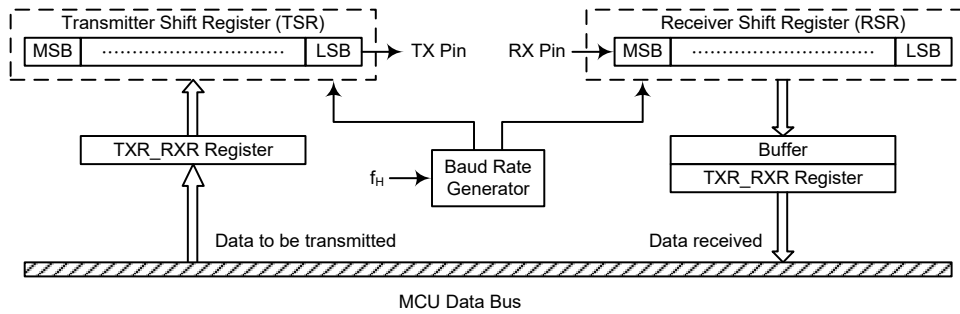 Transmitter Shift Register (TSR)
MSB ................................ LSB
TX Pin
RX Pin
Receiver Shift Register (RSR)
MSB ................................ LSB
TXR_RXR Register
fH
Baud Rate
Generator
Buffer
TXR_RXR Register
Data to be transmitted
Data received
MCU Data Bus